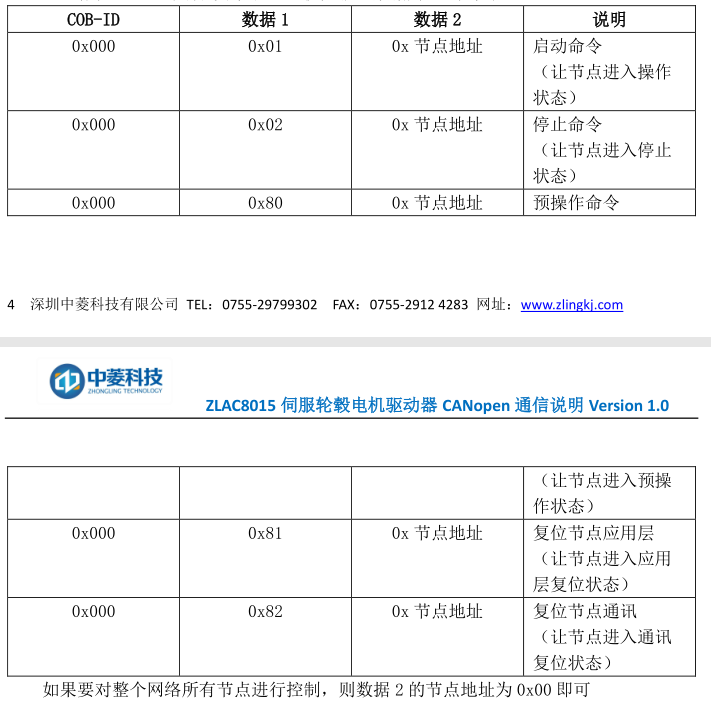 COB-ID 数据 1 数据 2 说明
0x000 0x01 0x 节点地址 启动命令
（让节点进入操作
状态）
0x000 0x02 0x 节点地址 停止命令
（让节点进入停止
状态）
0x000 0x80 0x 节点地址 预操作命令
4 深圳中菱科技有限公司 TEL：0755-29799302 FAX：0755-2912 4283 网址：www.zlingkj.com
中菱科技
ZHONGLING TECHNOLOGY
ZLAC8015 伺服轮毂电机驱动器 CANopen 通信说明 Version 1.0
（让节点进入预操
作状态）
0x000 0x81 0x 节点地址 复位节点应用层
（让节点进入应用
层复位状态）
0x000 0x82 0x 节点地址 复位节点通讯
（让节点进入通讯
复位状态）
如果要对整个网络所有节点进行控制，则数据 2 的节点地址为 0x00 即可